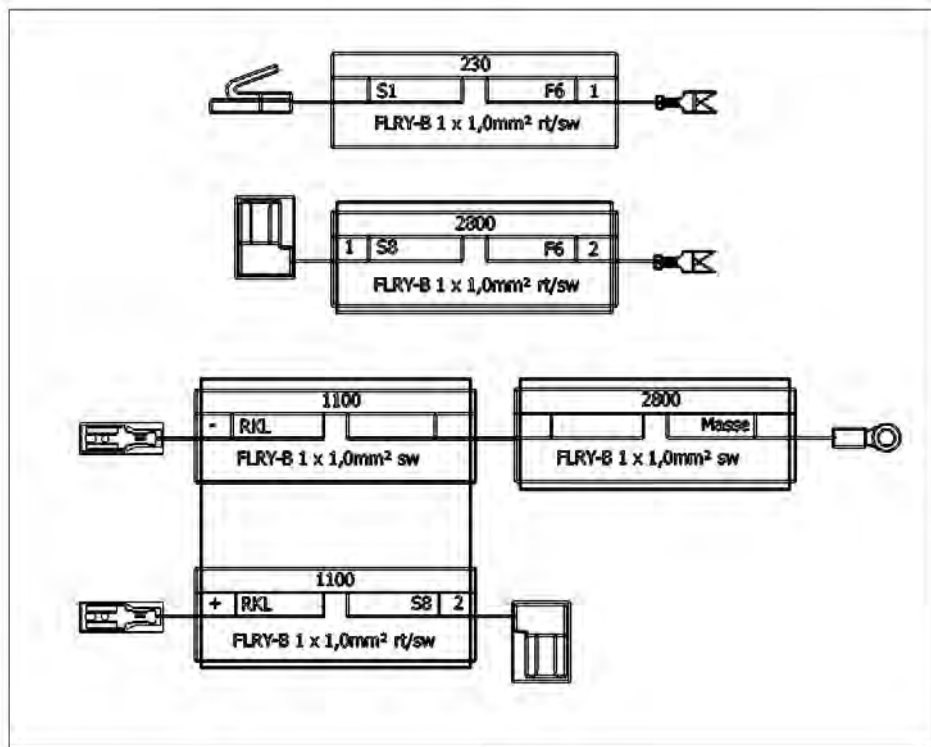 230
S1 F6 1
FLRY-B 1 x 1,0mm² rt/sw
2800
1 S8 F6 2
FLRY-B 1 x 1,0mm² rt/sw
1100 2800
- RKL Masse
FLRY-B 1 x 1,0mm² sw FLRY-B 1 x 1,0mm² sw
1100
+ RKL S8 2
FLRY-B 1 x 1,0mm² rt/sw